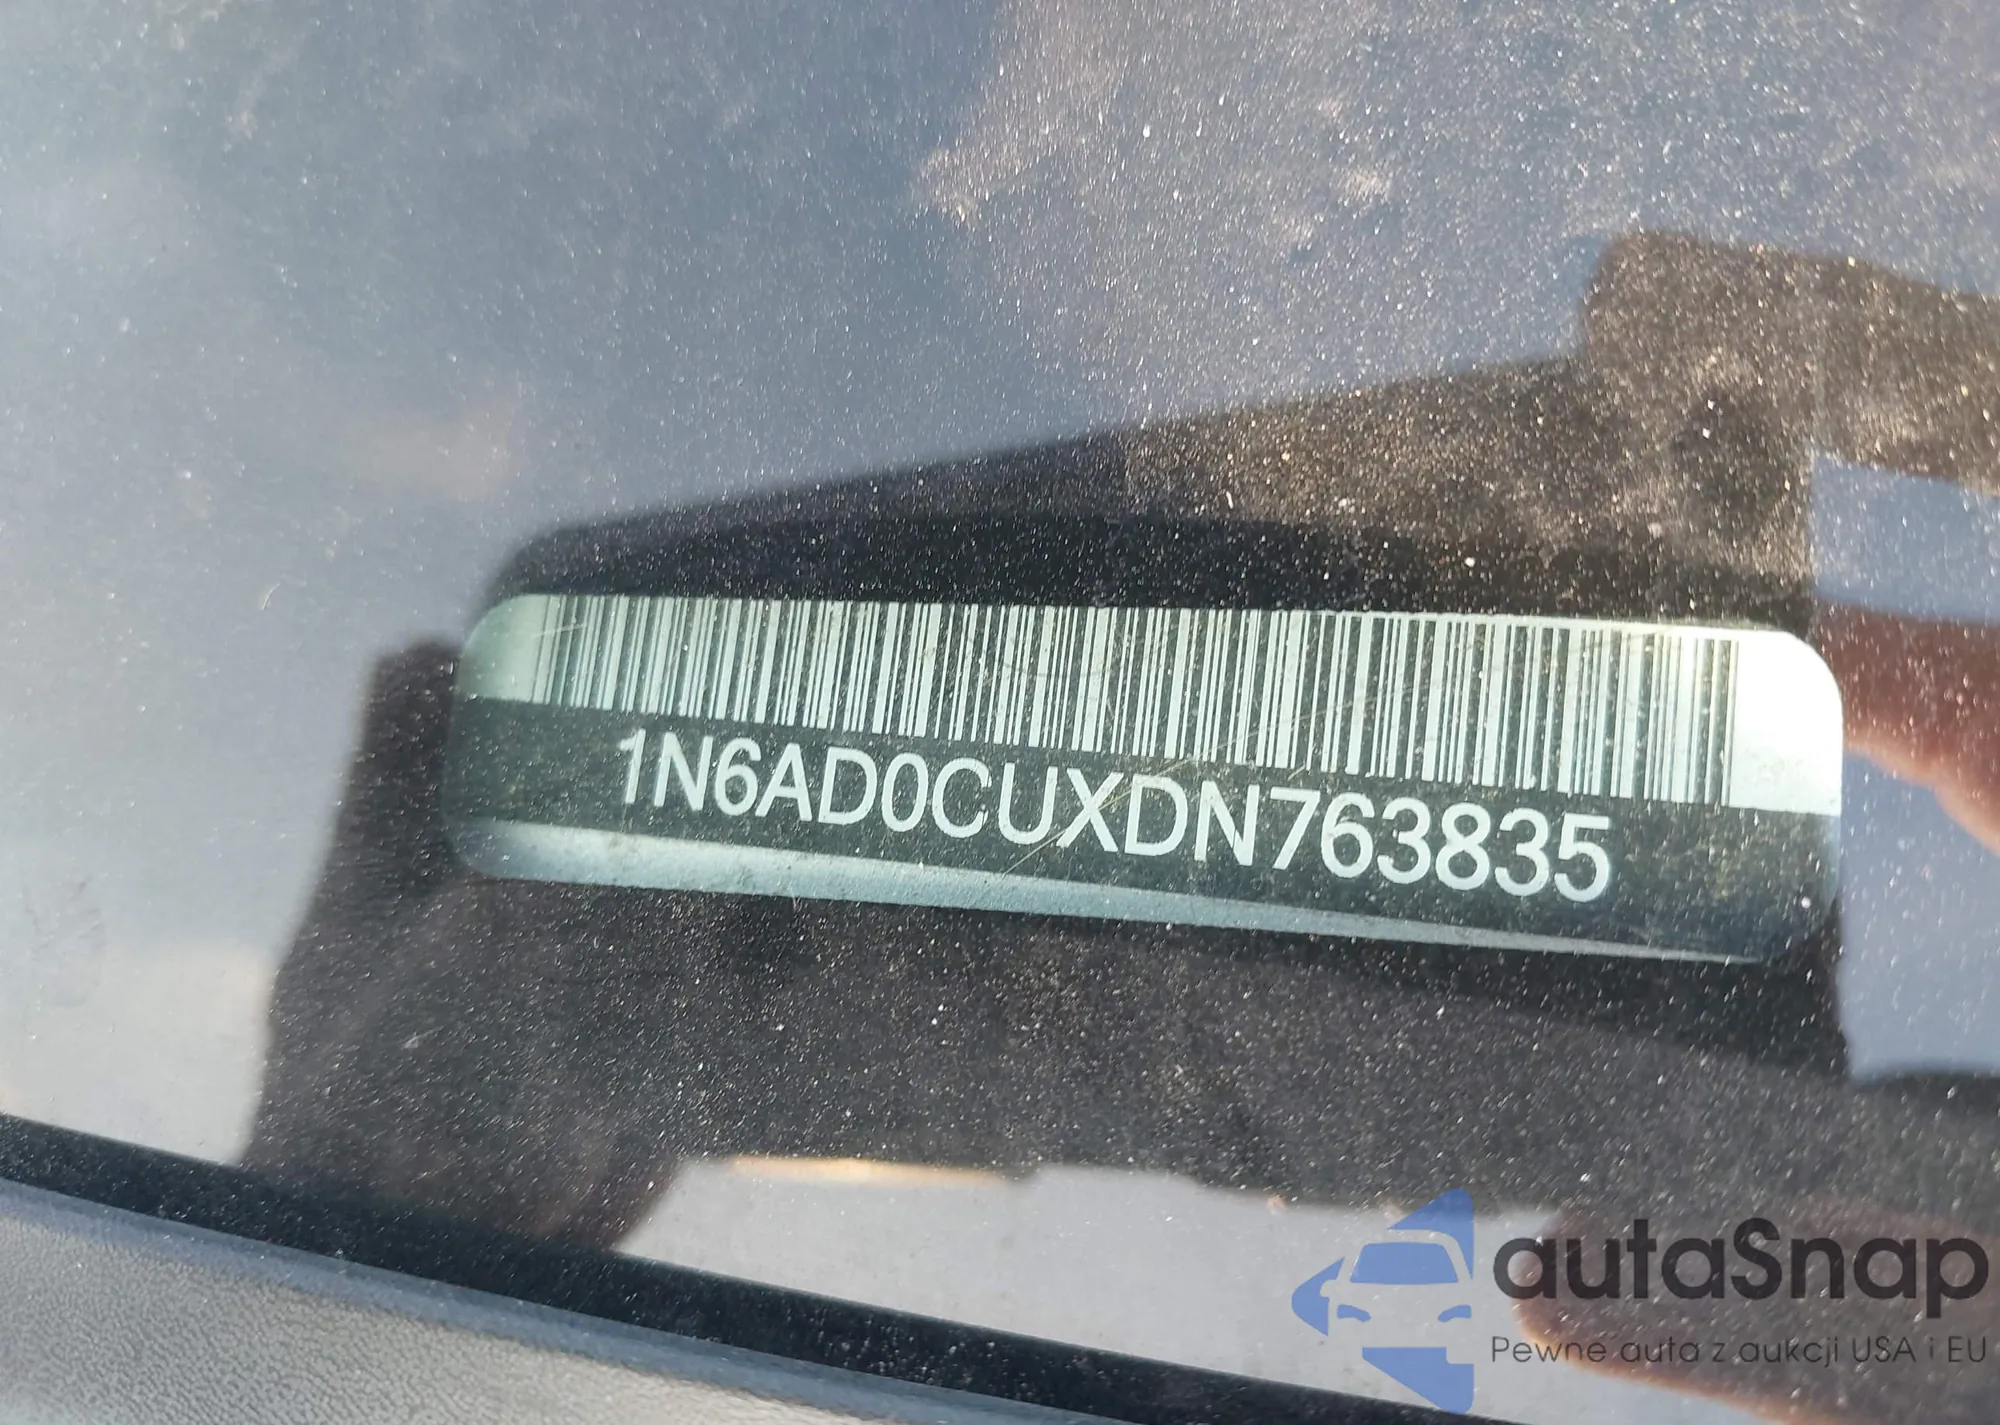 1N6AD0CUXDN763835
autaSnap
Pewne auta z aukcji USA i EU